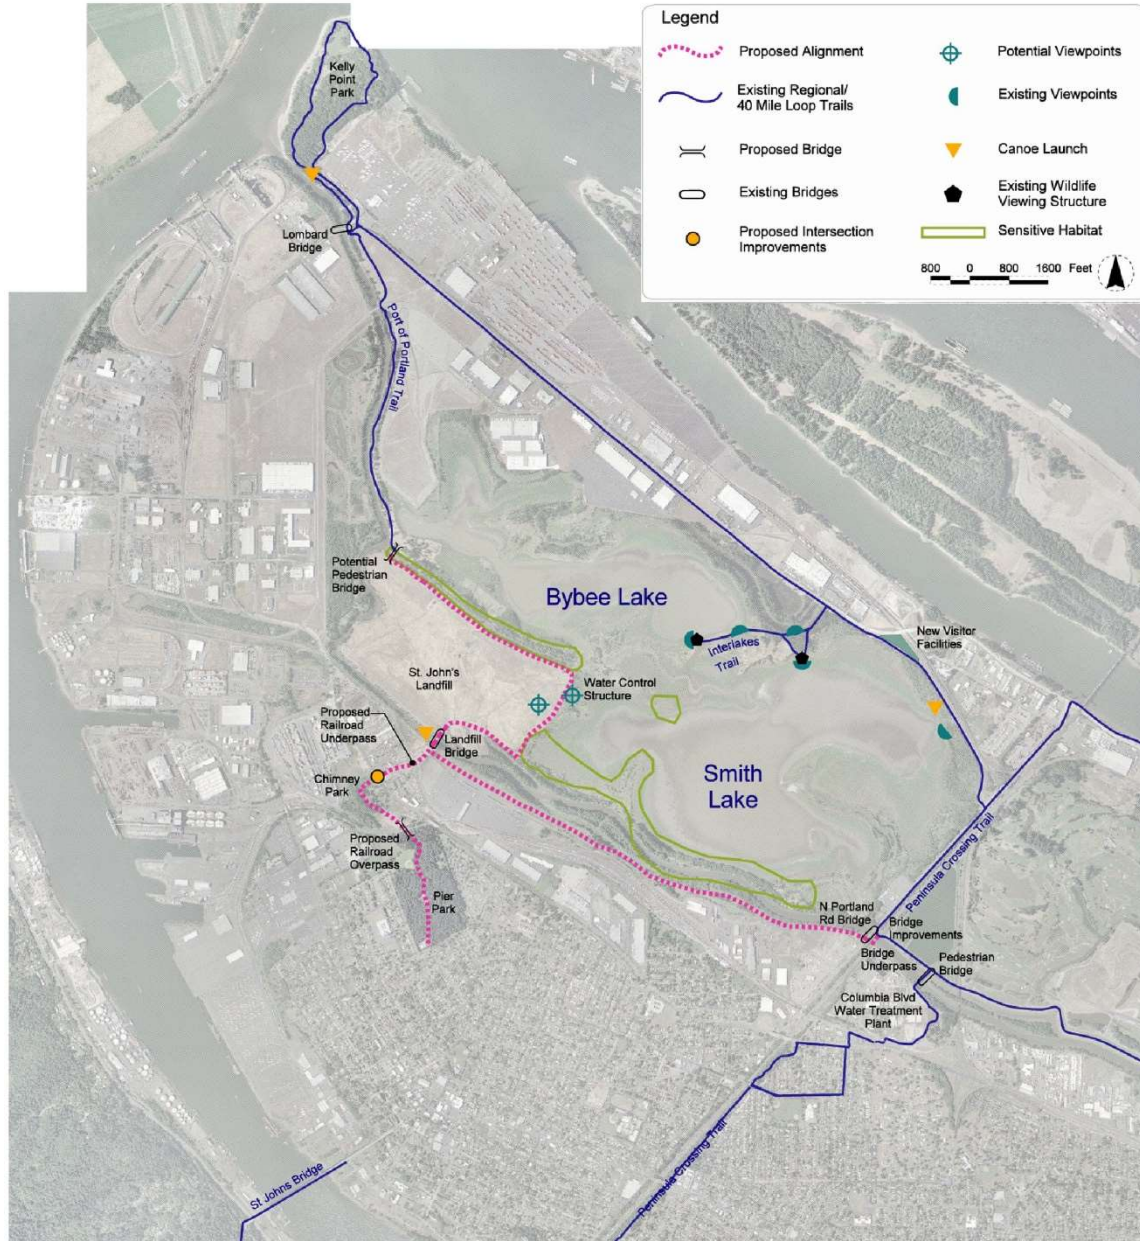 Legend
Proposed Alignment
Existing Regional/
40 Mile Loop Trails
Proposed Bridge
Existing Bridges
Proposed Intersection
Improvements
Potential Viewpoints
Existing Viewpoints
Canoe Launch
Existing Wildlife
Viewing Structure
Sensitive Habitat
800 0 800 1600 Feet
Kelly
Point
Park
Lombard
Bridge
Port of Portland Trail
Potential
Pedestrian
Bridge
Bybee Lake
Interlakes
Trail
New Visitor
Facilities
St. John's
Landfill
Water Control
Structure
Proposed
Railroad
Underpass
Landfill
Bridge
Chimney
Park
Smith
Lake
Proposed
Railroad
Overpass
Pier
Park
Peninsula Crossing Trail
N Portland
Rd Bridge
Bridge
Improvements
Bridge
Underpass
Pedestrian
Bridge
Columbia Blvd
Water Treatment
Plant
Peninsula Crossing Trail
St Johns Bridge